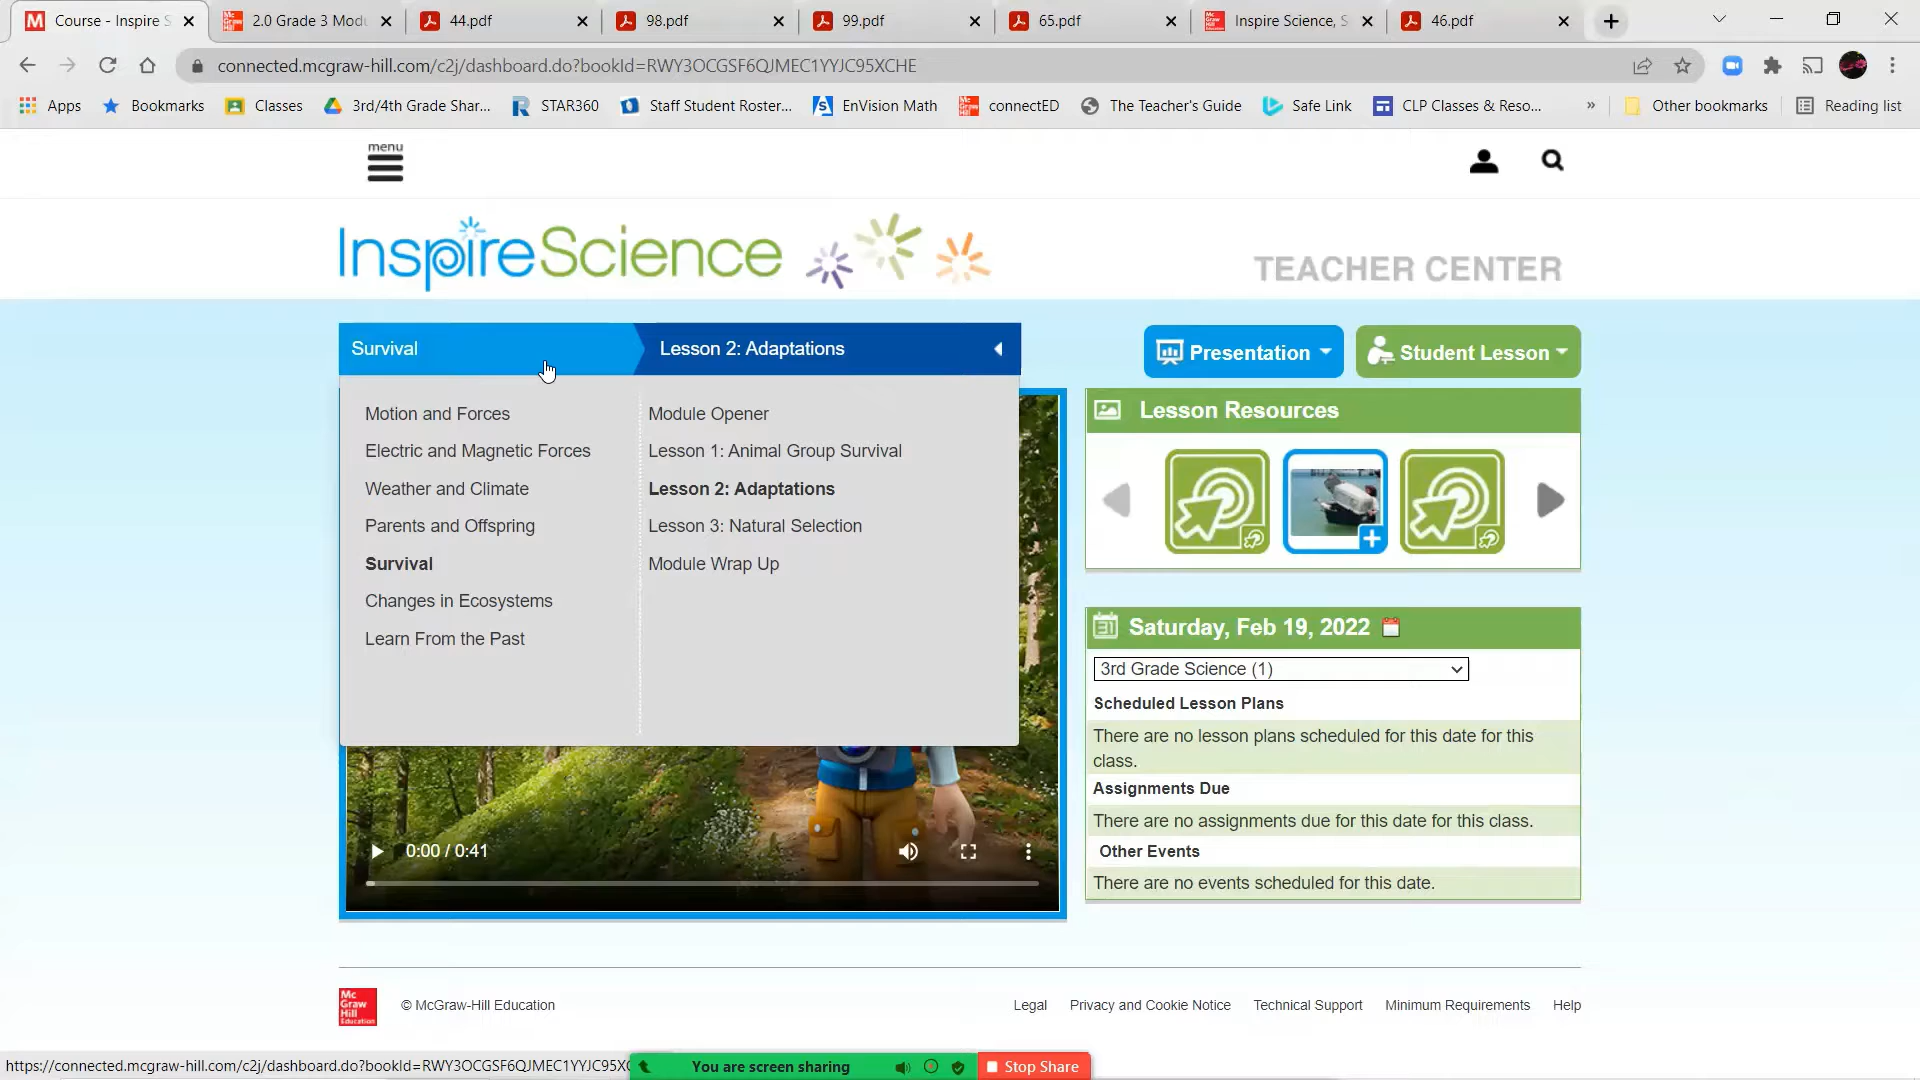 Course - Inspire S
2.0 Grade 3 Modu
44.pdf
98.pdf
99.pdf
65.pdf
Inspire Science, S
46.pdf
connected.mcgraw-hill.com/c2j/dashboard.do?bookId=RWY3OCGSF6QJMEC1YYJC95XCHE
Apps
Bookmarks
Classes
3rd/4th Grade Shar...
STAR360
Staff Student Roster...
EnVision Math
connectED
The Teacher's Guide
Safe Link
CLP Classes & Reso...
»
Other bookmarks
Reading list
menu
InspireScience
TEACHER CENTER
Survival
Lesson 2: Adaptations
Presentation
Student Lesson
Motion and Forces
Electric and Magnetic Forces
Weather and Climate
Parents and Offspring
Survival
Changes in Ecosystems
Learn From the Past
Module Opener
Lesson 1: Animal Group Survival
Lesson 2: Adaptations
Lesson 3: Natural Selection
Module Wrap Up
Lesson Resources
31
Saturday, Feb 19, 2022
3rd Grade Science (1)
Scheduled Lesson Plans
There are no lesson plans scheduled for this date for this
class.
Assignments Due
There are no assignments due for this date for this class.
Other Events
There are no events scheduled for this date.
0:00 / 0:41
Mc
Graw
Hill
Education
© McGraw-Hill Education
Legal
Privacy and Cookie Notice
Technical Support
Minimum Requirements
Help
https://connected.mcgraw-hill.com/c2j/dashboard.do?bookId=RWY3OCGSF6QJMEC1YYJC95X
You are screen sharing
Stop Share